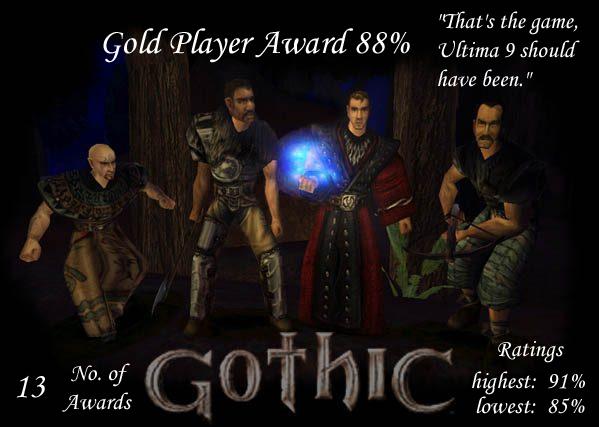 Gold Player Award 88%
"That's the game,
Ultima 9 should
have been."
GOTHIC
13
No. of
Awards
Ratings
highest: 91%
lowest: 85%